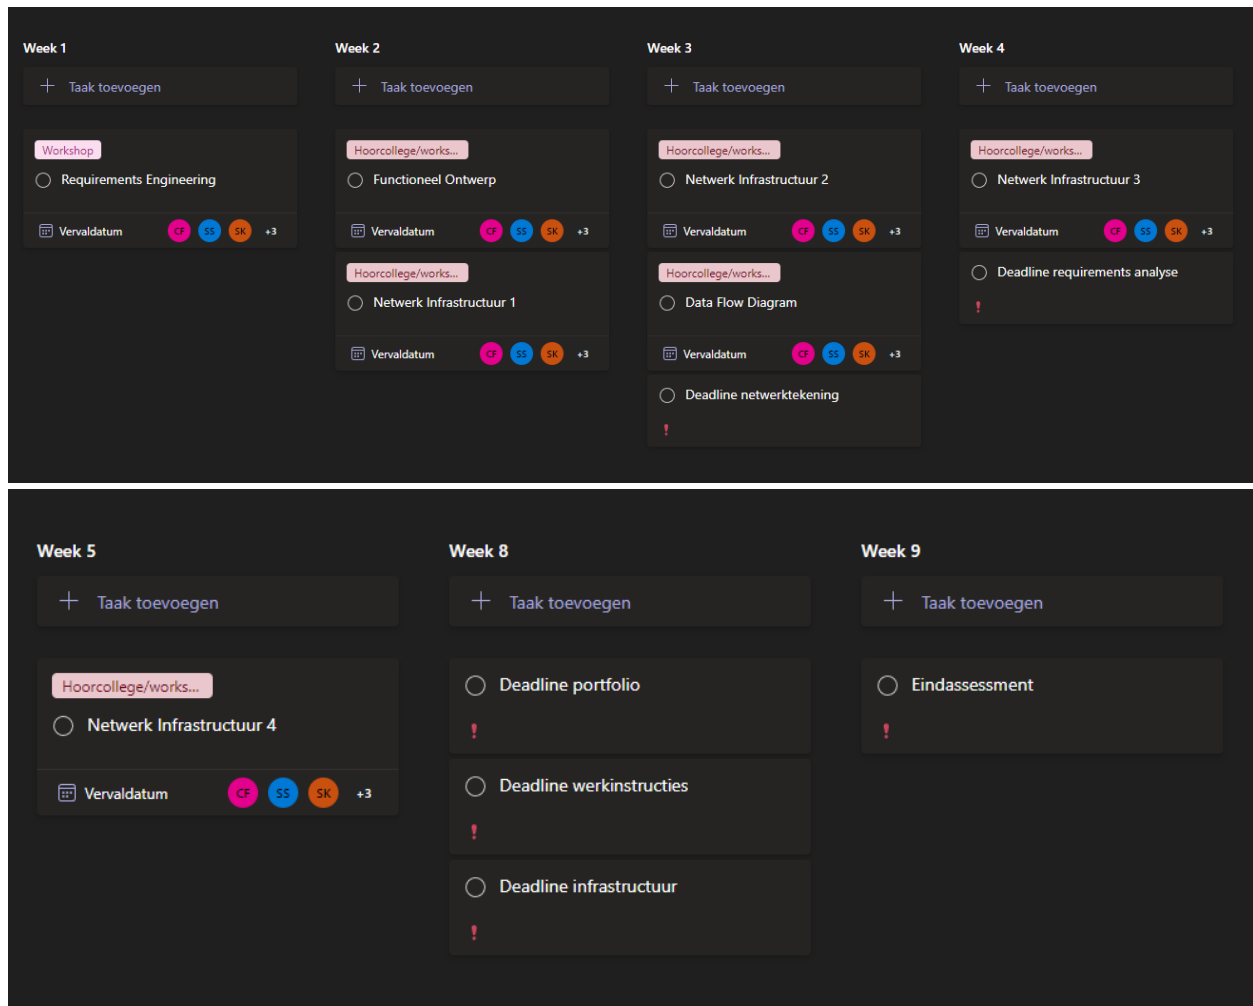 Week 1
Taak toevoegen
Workshop
Requirements Engineering
Vervaldatum CF SS SK +3
Week 2
Taak toevoegen
Hoorcollege/works...
Functioneel Ontwerp
Vervaldatum CF SS SK +3
Hoorcollege/works...
Netwerk Infrastructuur 1
Vervaldatum CF SS SK +3
Week 3
Taak toevoegen
Hoorcollege/works...
Netwerk Infrastructuur 2
Vervaldatum CF SS SK +3
Hoorcollege/works...
Data Flow Diagram
Vervaldatum CF SS SK +3
Deadline netwerktekening
Week 4
Taak toevoegen
Hoorcollege/works...
Netwerk Infrastructuur 3
Vervaldatum CF SS SK +3
Deadline requirements analyse
Week 5
Taak toevoegen
Hoorcollege/works...
Netwerk Infrastructuur 4
Vervaldatum CF SS SK +3
Week 8
Taak toevoegen
Deadline portfolio
Deadline werkinstructies
Deadline infrastructuur
Week 9
Taak toevoegen
Eindassessment